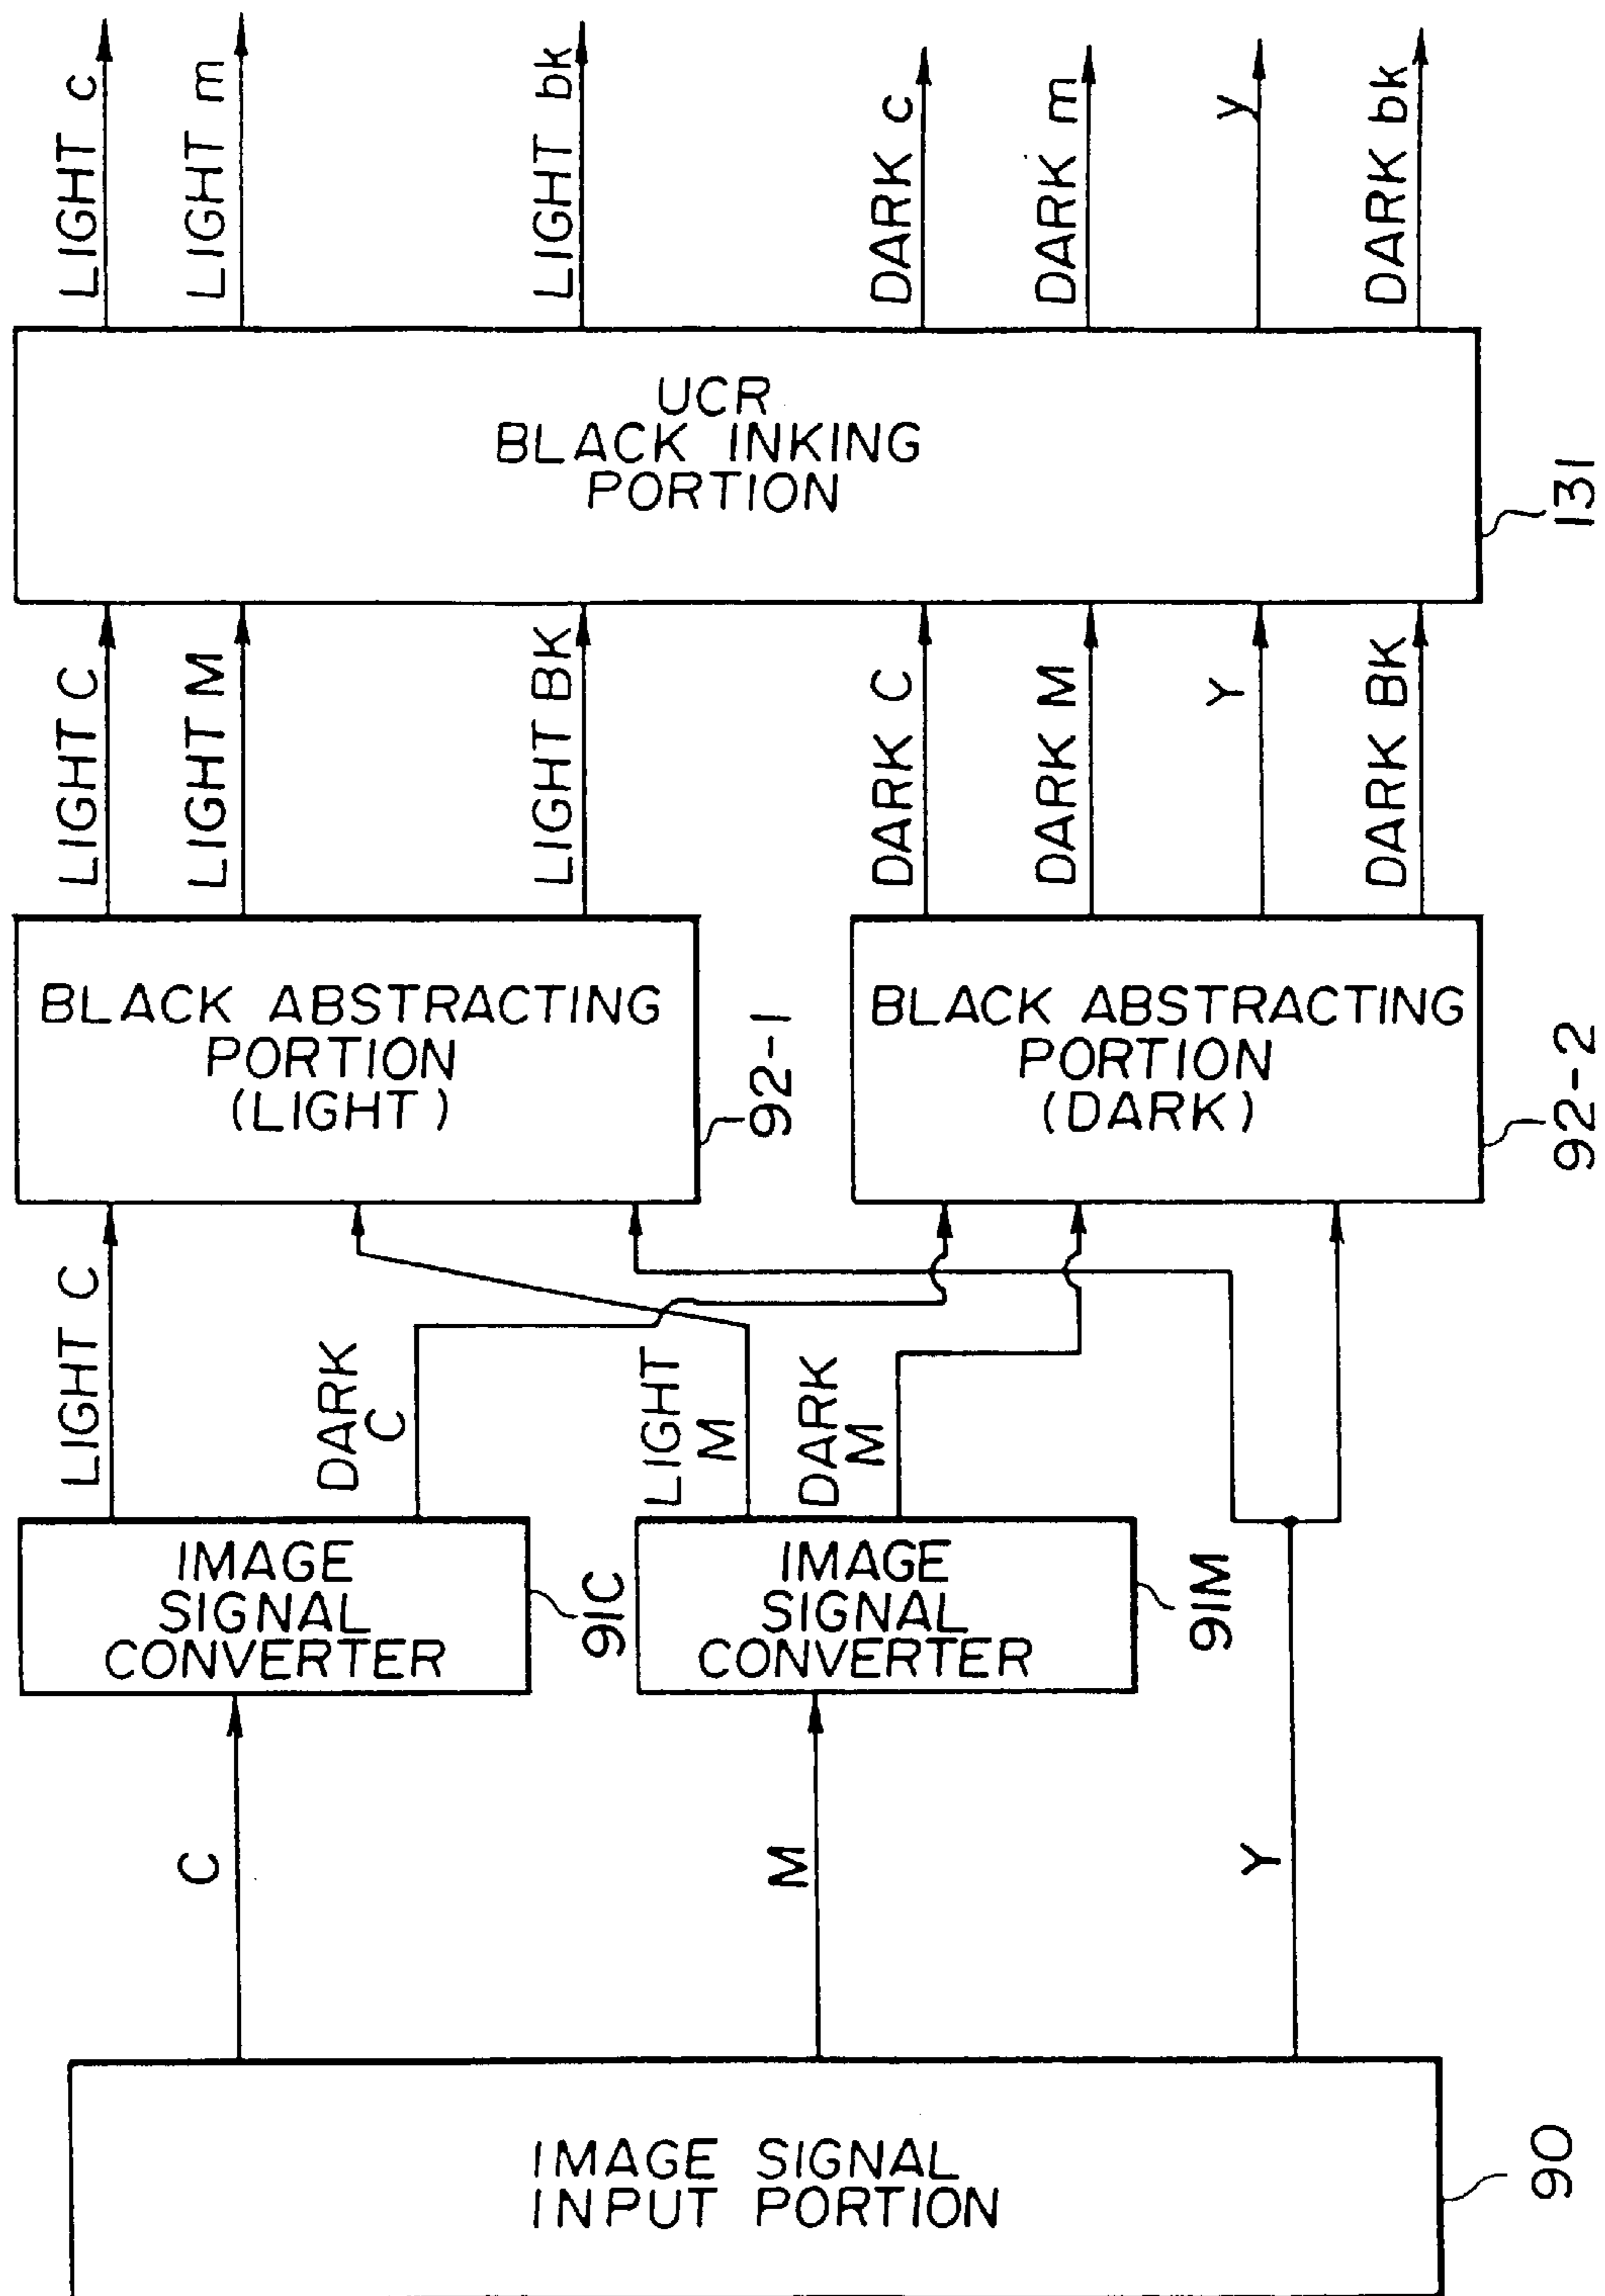 LIGHT c
LIGHT m
LIGHT bk
DARK c
DARK m
y
DARK bk
UCR
BLACK INKING
PORTION
131
LIGHT C
LIGHT M
LIGHT BK
DARK C
DARK M
Y
DARK BK
BLACK ABSTRACTING
PORTION
(LIGHT)
92-1
BLACK ABSTRACTING
PORTION
(DARK)
92-2
LIGHT C
DARK
C
LIGHT
M
DARK
M
IMAGE
SIGNAL
CONVERTER
91C
IMAGE
SIGNAL
CONVERTER
91M
C
M
Y
IMAGE SIGNAL
INPUT PORTION
90